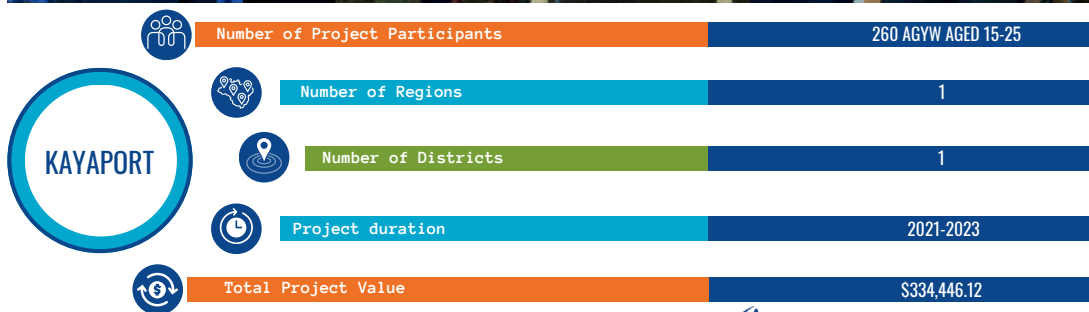 Number of Project Participants 260 AGYW AGED 15-25
Number of Regions 1
KAYAPORT
Number of Districts 1
Project duration 2021-2023
Total Project Value $334,446.12